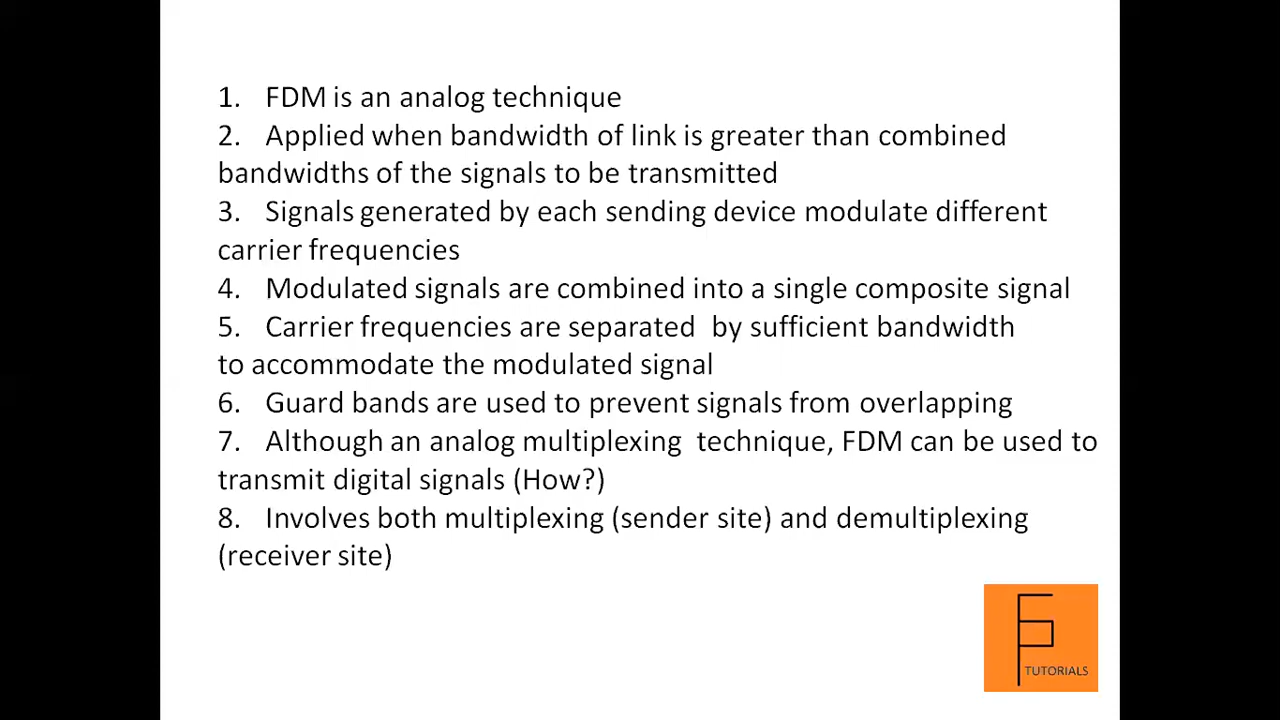 1. FDM is an analog technique
2. Applied when bandwidth of link is greater than combined
bandwidths of the signals to be transmitted
3. Signals generated by each sending device modulate different
carrier frequencies
4. Modulated signals are combined into a single composite signal
5. Carrier frequencies are separated by sufficient bandwidth
to accommodate the modulated signal
6. Guard bands are used to prevent signals from overlapping
7. Although an analog multiplexing technique, FDM can be used to
transmit digital signals (How?)
8. Involves both multiplexing (sender site) and demultiplexing
(receiver site)
TUTORIALS